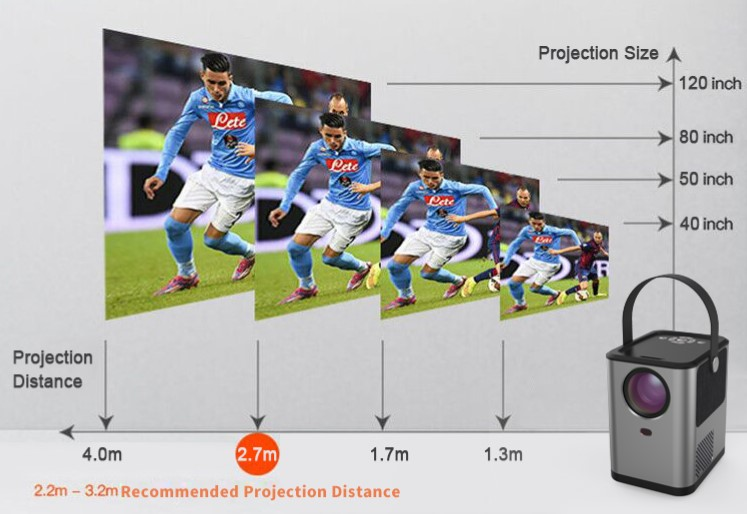 Projection Size
120 inch
80 inch
50 inch
40 inch
Lete
Lete
Lete
Lete
Projection
Distance
4.0m
2.7m
1.7m
1.3m
2.2m – 3.2m Recommended Projection Distance